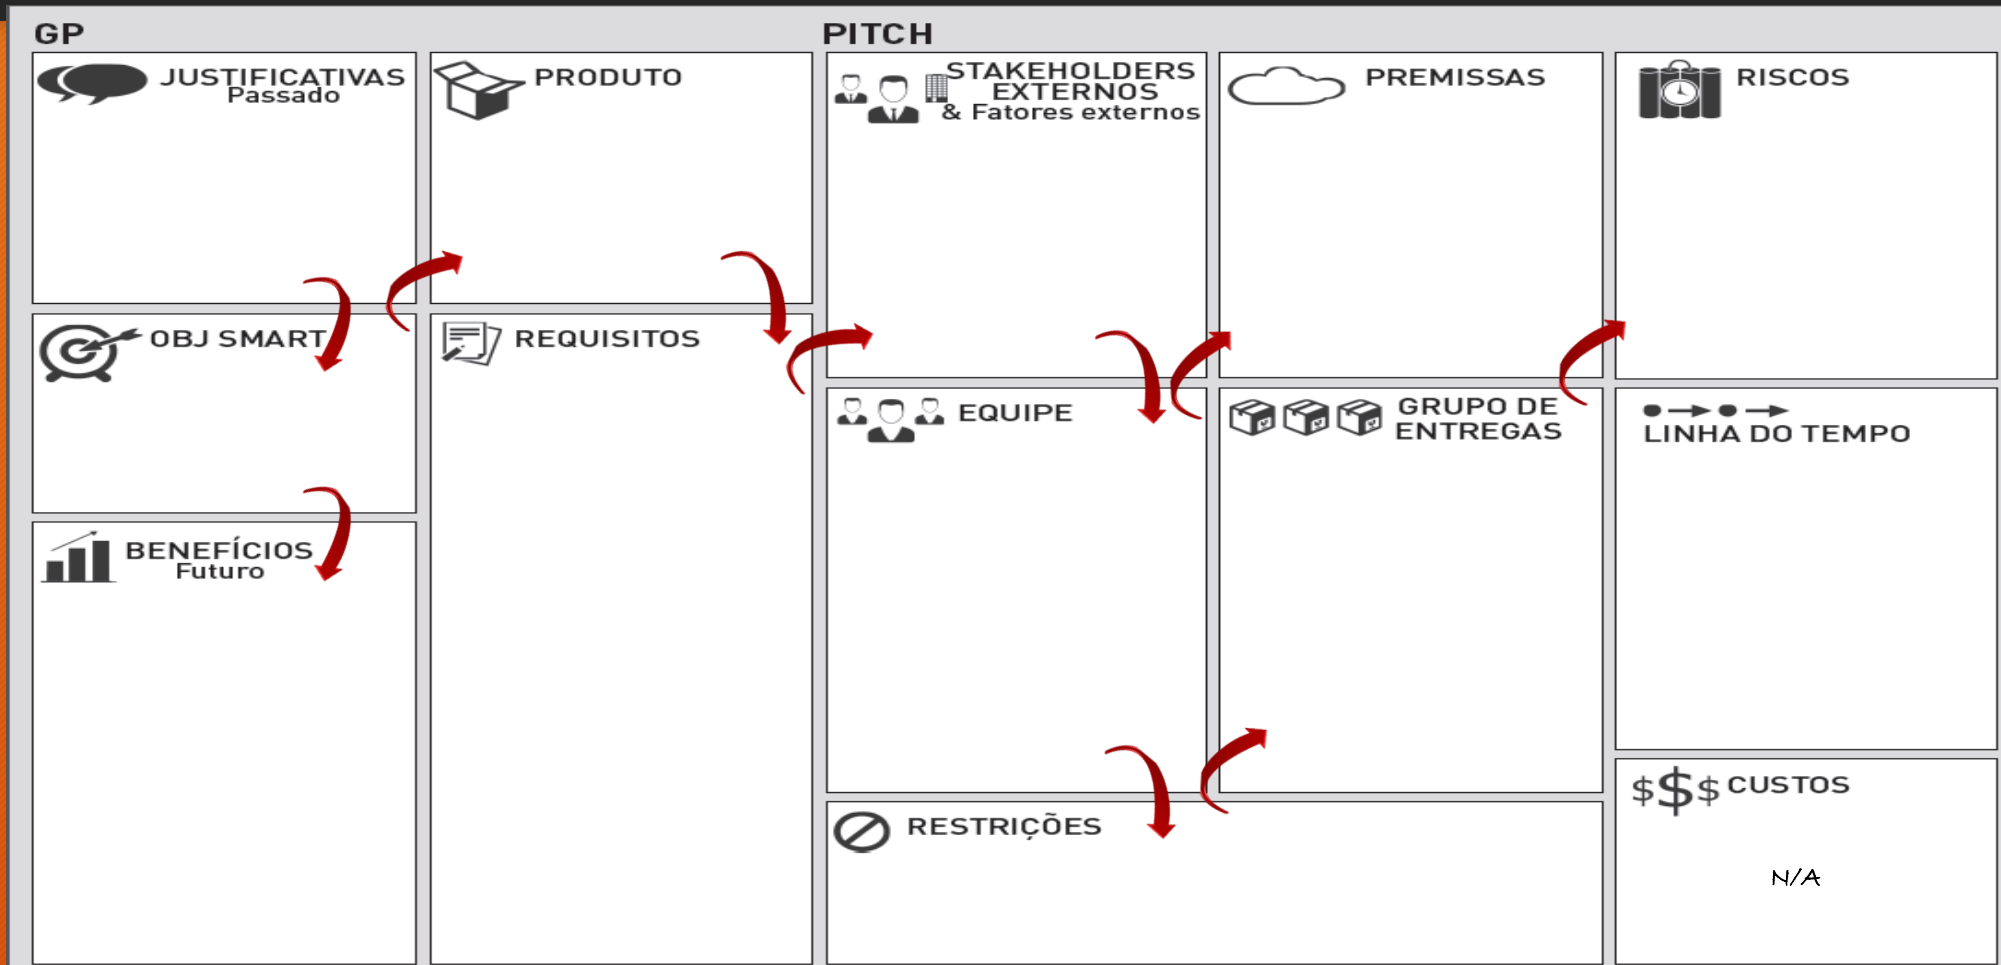 GP
PITCH
JUSTIFICATIVAS
Passado
PRODUTO
STAKEHOLDERS
EXTERNOS
& Fatores externos
PREMISSAS
RISCOS
OBJ SMART
REQUISITOS
BENEFÍCIOS
Futuro
EQUIPE
GRUPO DE
ENTREGAS
LINHA DO TEMPO
RESTRIÇÕES
$$$ CUSTOS
N/A